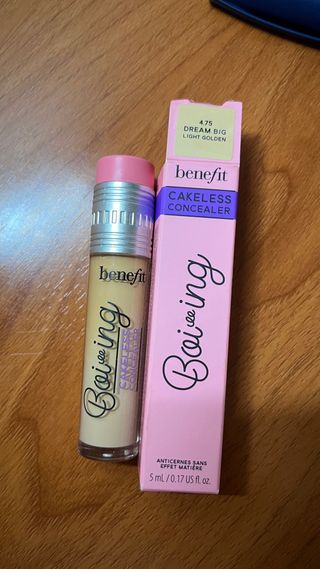 4.75
DREAM BIG
LIGHT GOLDEN
benefit
CAKELESS
CONCEALER
Boi-ing
ANTICERNES SANS
EFFET MATIÈRE
5 mL / 0.17 US fl. oz.
benefit
Boi-ing
CAKELESS
CONCEALER